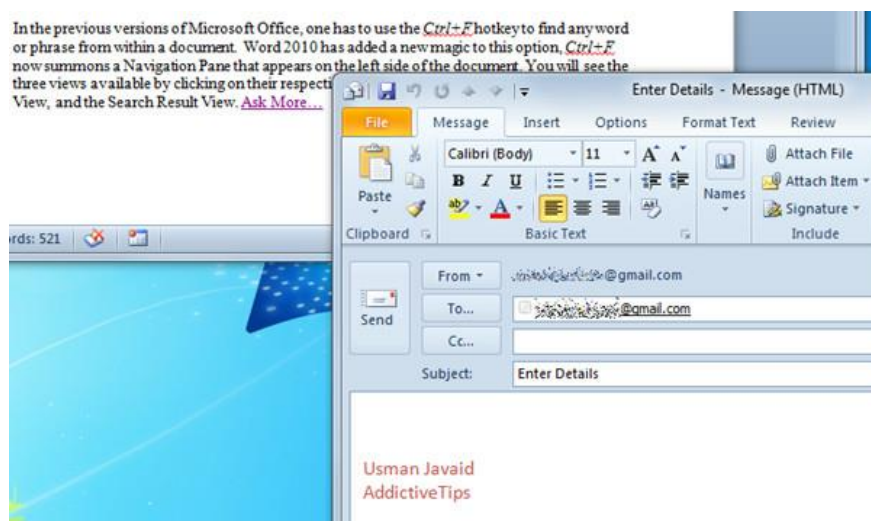 In the previous versions of Microsoft Office, one has to use the Ctrl+F hotkey to find any word
or phrase from within a document. Word 2010 has added a new magic to this option, Ctrl+F
now summons a Navigation Pane that appears on the left side of the document. You will see the
three views available by clicking on their respecti
View, and the Search Result View. Ask More...
rds: 521
Enter Details - Message (HTML)
File Message Insert Options Format Text Review
Calibri (Body) 11 A A
B I U
ab A
Paste
Names
Attach File
Attach Item
Signature
Clipboard Basic Text Include
From @gmail.com
To... @gmail.com
Send
Cc...
Subject: Enter Details
Usman Javaid
AddictiveTips